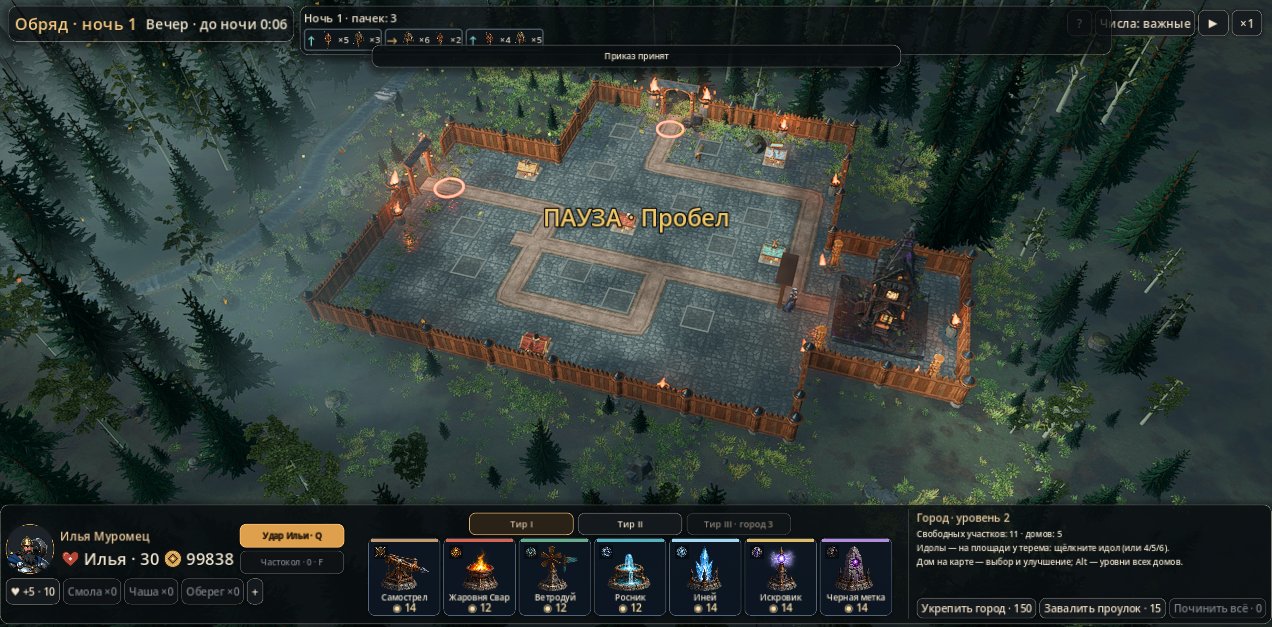 Обряд · ночь 1 Вечер · до ночи 0:06
Ночь 1 · пачек: 3
↑ ×5 ×3 → ×6 ×2 ↑ ×4 ×5
? Числа: важные ▶ ×1
Приказ принят
ПАУЗА · Пробел
Илья Муромец
Илья · 30 99838
Удар Ильи · Q
Частокол · 0 · F
♥ +5 · 10 Смола ×0 Чаша ×0 Оберег ×0 +
Тир I Тир II Тир III · город 3
Самострел Жаровня Свар Ветродуй Росник Иней Искровик Черная метка
14 12 12 12 14 14 14
Город · уровень 2
Свободных участков: 11 · домов: 5
Идолы — на площади у терема: щёлкните идол (или 4/5/6).
Дом на карте — выбор и улучшение; Alt — уровни всех домов.
Укрепить город · 150 Завалить проулок · 15 Починить всё · 0